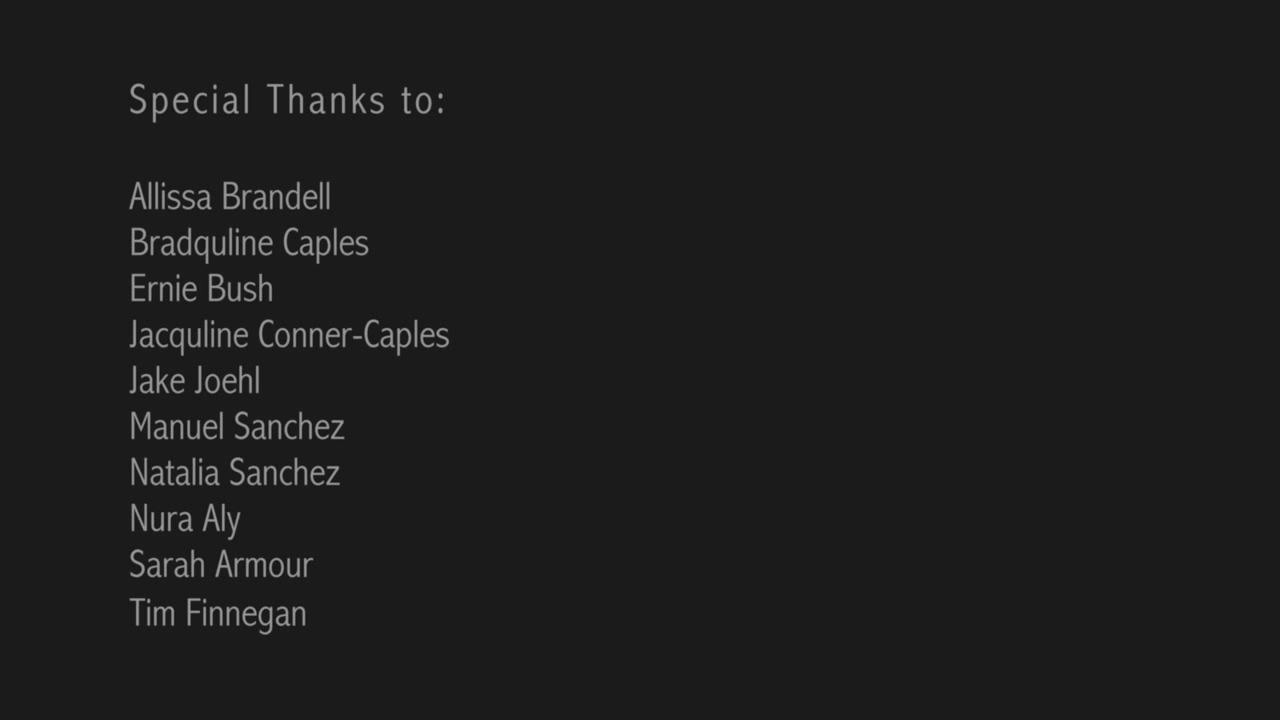 Special Thanks to:
Allissa Brandell
Bradquline Caples
Ernie Bush
Jacquline Conner-Caples
Jake Joehl
Manuel Sanchez
Natalia Sanchez
Nura Aly
Sarah Armour
Tim Finnegan